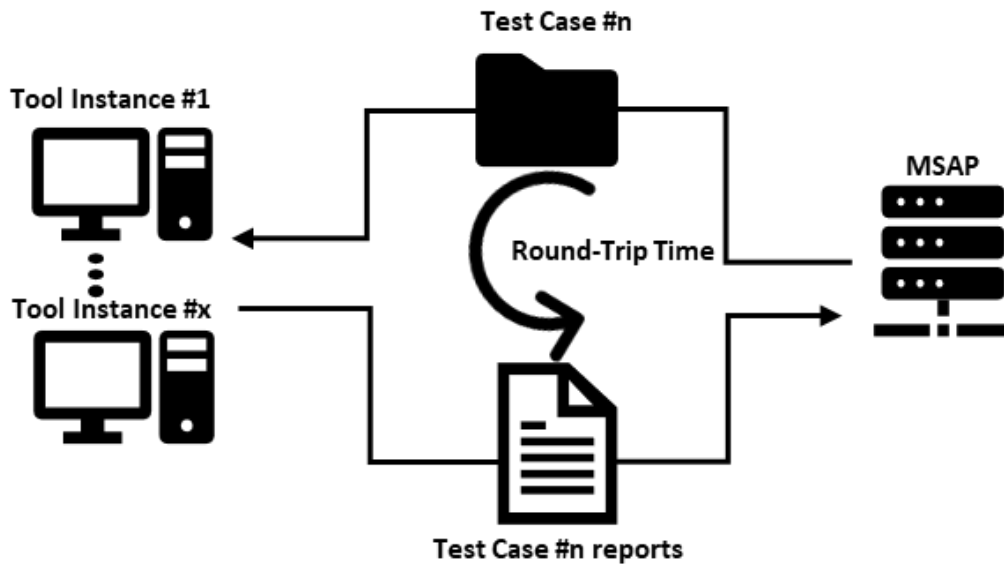 Test Case #n
Tool Instance #1
MSAP
Round-Trip Time
Tool Instance #x
Test Case #n reports